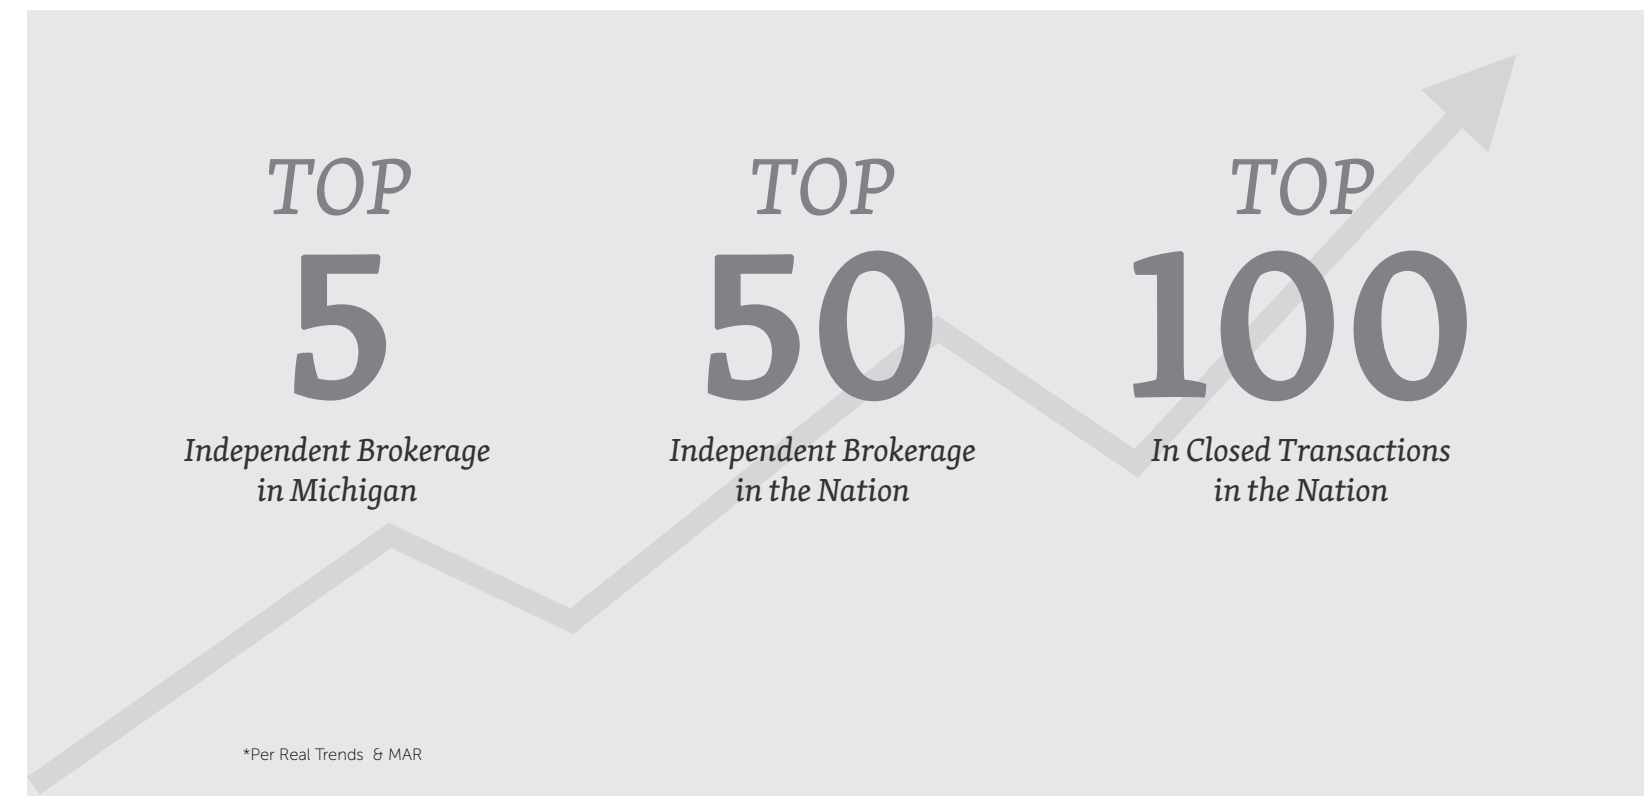 TOP
5
Independent Brokerage
in Michigan
TOP
50
Independent Brokerage
in the Nation
TOP
100
In Closed Transactions
in the Nation
*Per Real Trends & MAR